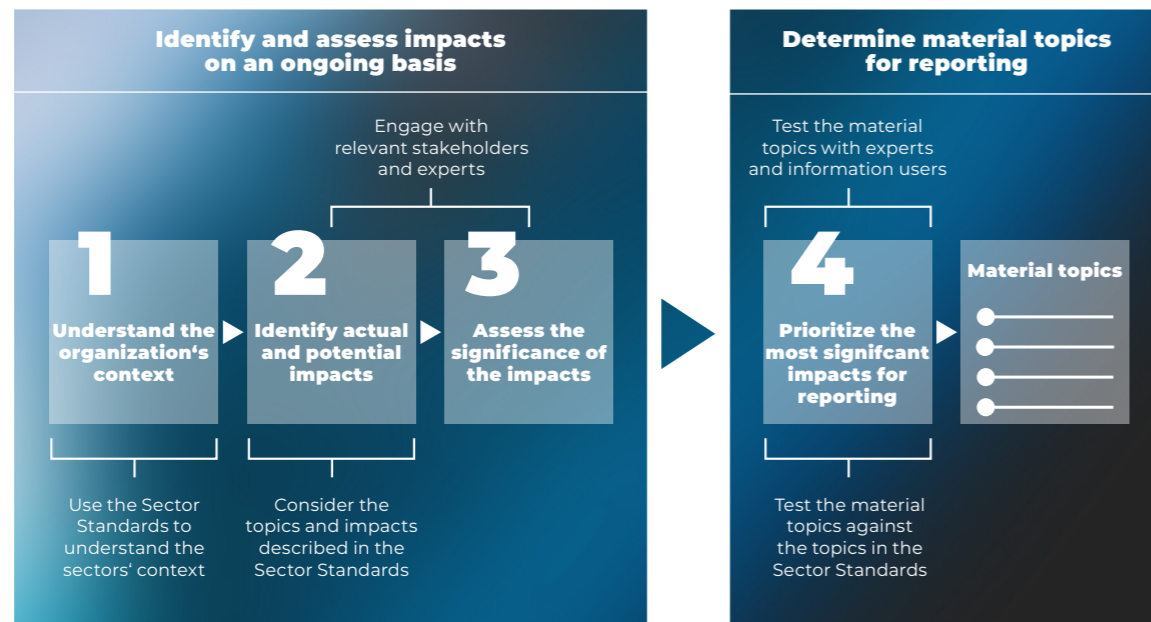 Identify and assess impacts
on an ongoing basis
Engage with
relevant stakeholders
and experts
1
Understand the
organization‘s
context
2
Identify actual
and potential
impacts
3
Assess the
significance of
the impacts
Use the Sector
Standards to
understand the
sectors‘ context
Consider the
topics and impacts
described in the
Sector Standards
Determine material topics
for reporting
Test the material
topics with experts
and information users
4
Prioritize the
most signifcant
impacts for
reporting
Material topics
Test the material
topics against
the topics in the
Sector Standards